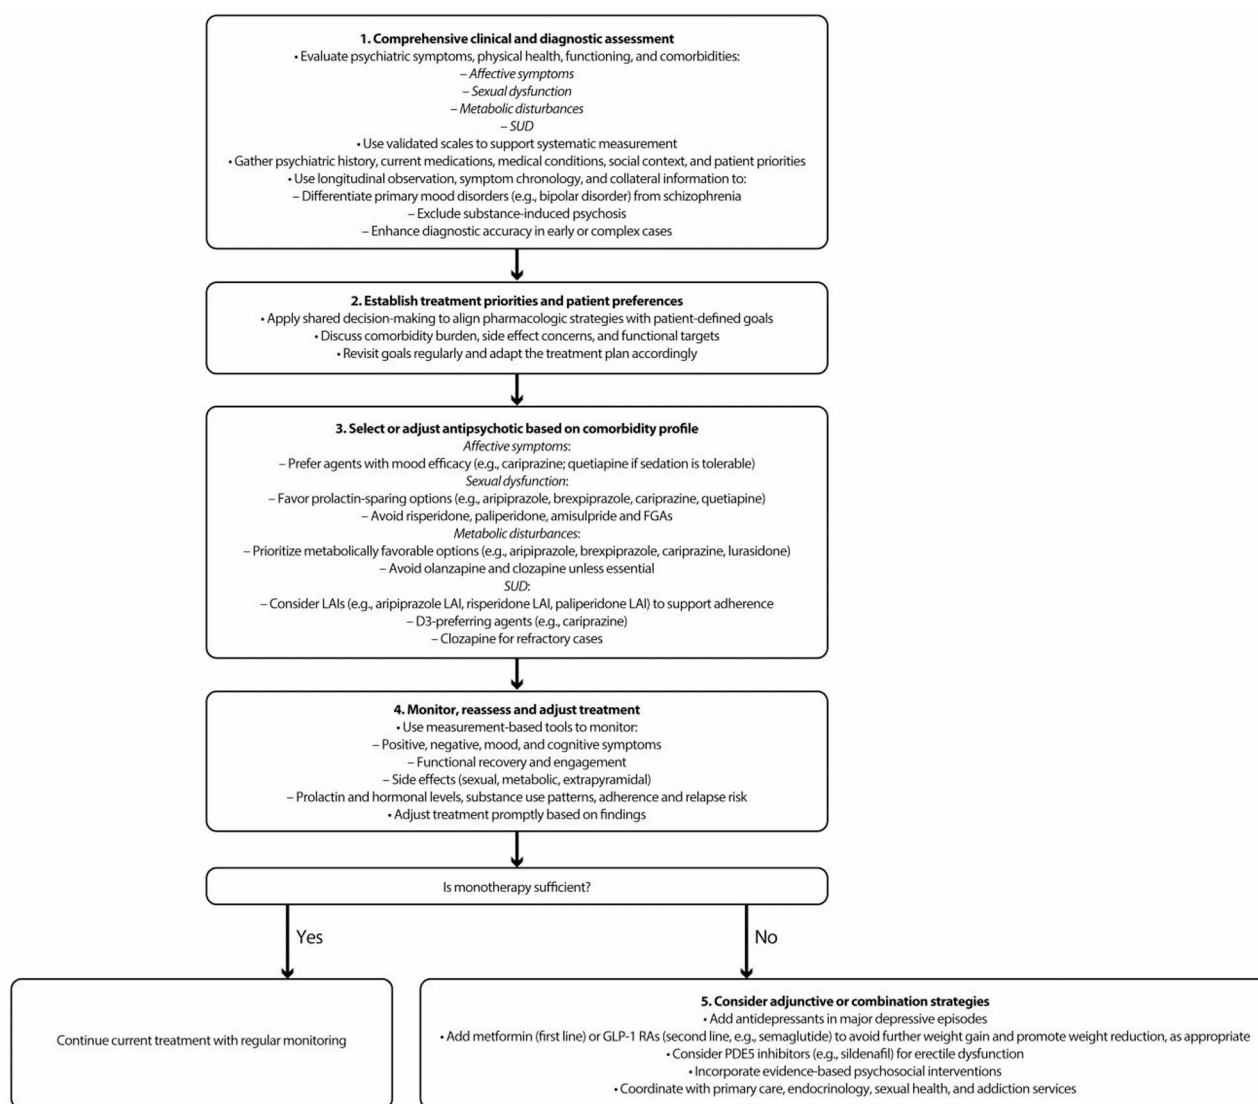 1. Comprehensive clinical and diagnostic assessment
• Evaluate psychiatric symptoms, physical health, functioning, and comorbidities:
– Affective symptoms
– Sexual dysfunction
– Metabolic disturbances
– SUD
• Use validated scales to support systematic measurement
• Gather psychiatric history, current medications, medical conditions, social context, and patient priorities
• Use longitudinal observation, symptom chronology, and collateral information to:
– Differentiate primary mood disorders (e.g., bipolar disorder) from schizophrenia
– Exclude substance-induced psychosis
– Enhance diagnostic accuracy in early or complex cases
2. Establish treatment priorities and patient preferences
• Apply shared decision-making to align pharmacologic strategies with patient-defined goals
• Discuss comorbidity burden, side effect concerns, and functional targets
• Revisit goals regularly and adapt the treatment plan accordingly
3. Select or adjust antipsychotic based on comorbidity profile
Affective symptoms:
– Prefer agents with mood efficacy (e.g., cariprazine; quetiapine if sedation is tolerable)
Sexual dysfunction:
– Favor prolactin-sparing options (e.g., aripiprazole, brexpiprazole, cariprazine, quetiapine)
– Avoid risperidone, paliperidone, amisulpride and FGAs
Metabolic disturbances:
– Prioritize metabolically favorable options (e.g., aripiprazole, brexpiprazole, cariprazine, lurasidone)
– Avoid olanzapine and clozapine unless essential
SUD:
– Consider LAIs (e.g., aripiprazole LAI, risperidone LAI, paliperidone LAI) to support adherence
– D3-preferring agents (e.g., cariprazine)
– Clozapine for refractory cases
4. Monitor, reassess and adjust treatment
• Use measurement-based tools to monitor:
– Positive, negative, mood, and cognitive symptoms
– Functional recovery and engagement
– Side effects (sexual, metabolic, extrapyramidal)
– Prolactin and hormonal levels, substance use patterns, adherence and relapse risk
• Adjust treatment promptly based on findings
Is monotherapy sufficient?
Yes
No
Continue current treatment with regular monitoring
5. Consider adjunctive or combination strategies
• Add antidepressants in major depressive episodes
• Add metformin (first line) or GLP-1 RAs (second line, e.g., semaglutide) to avoid further weight gain and promote weight reduction, as appropriate
• Consider PDE5 inhibitors (e.g., sildenafil) for erectile dysfunction
• Incorporate evidence-based psychosocial interventions
• Coordinate with primary care, endocrinology, sexual health, and addiction services